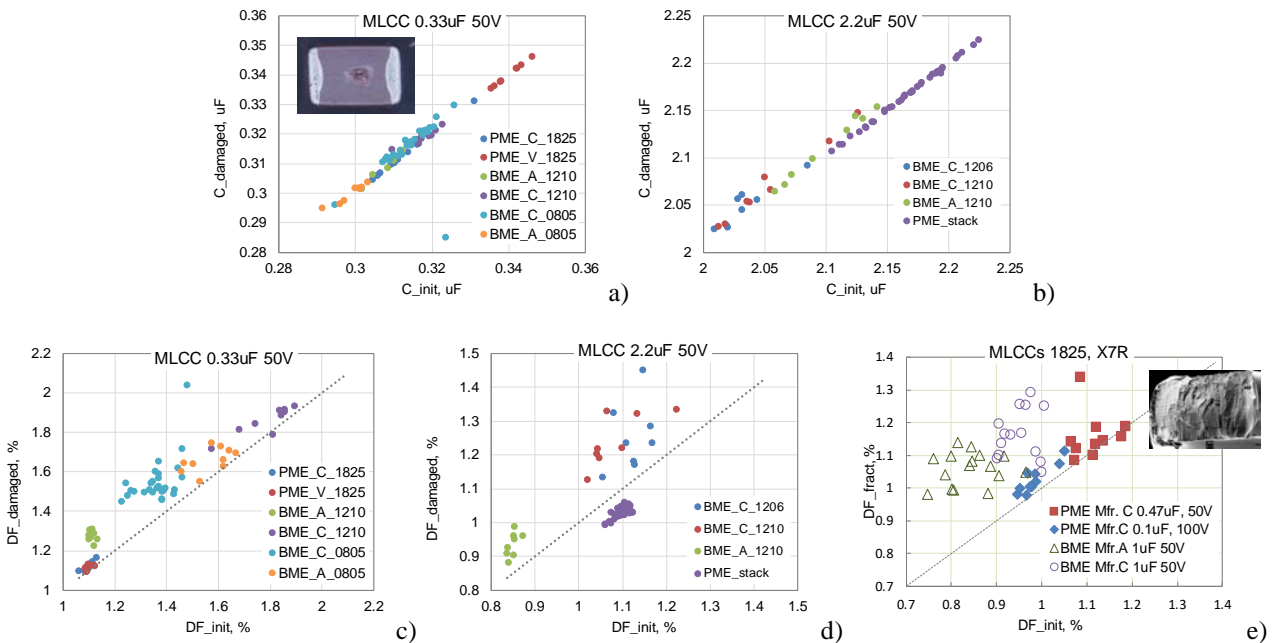 MLCC 0.33uF 50V
C_damaged, uF
0.36
0.35
0.34
0.33
0.32
0.31
0.3
0.29
0.28
0.28 0.3 0.32 0.34 0.36
C_init, uF
PME_C_1825
PME_V_1825
BME_A_1210
BME_C_1210
BME_C_0805
BME_A_0805
a)
MLCC 2.2uF 50V
C_damaged, uF
2.25
2.2
2.15
2.1
2.05
2
2 2.05 2.1 2.15 2.2 2.25
C_init, uF
BME_C_1206
BME_C_1210
BME_A_1210
PME_stack
b)
MLCC 0.33uF 50V
DF_damaged, %
2.2
2
1.8
1.6
1.4
1.2
1
1 1.2 1.4 1.6 1.8 2 2.2
DF_init, %
PME_C_1825
PME_V_1825
BME_A_1210
BME_C_1210
BME_C_0805
BME_A_0805
c)
MLCC 2.2uF 50V
DF_damaged, %
1.5
1.4
1.3
1.2
1.1
1
0.9
0.8
0.8 0.9 1 1.1 1.2 1.3 1.4 1.5
DF_init, %
BME_C_1206
BME_C_1210
BME_A_1210
PME_stack
d)
MLCCs 1825, X7R
DF_fract, %
1.4
1.3
1.2
1.1
1
0.9
0.8
0.7
0.7 0.8 0.9 1 1.1 1.2 1.3 1.4
DF_init, %
PME Mfr. C 0.47uF, 50V
PME Mfr.C 0.1uF, 100V
BME Mfr.A 1uF 50V
BME Mfr.C 1uF 50V
e)